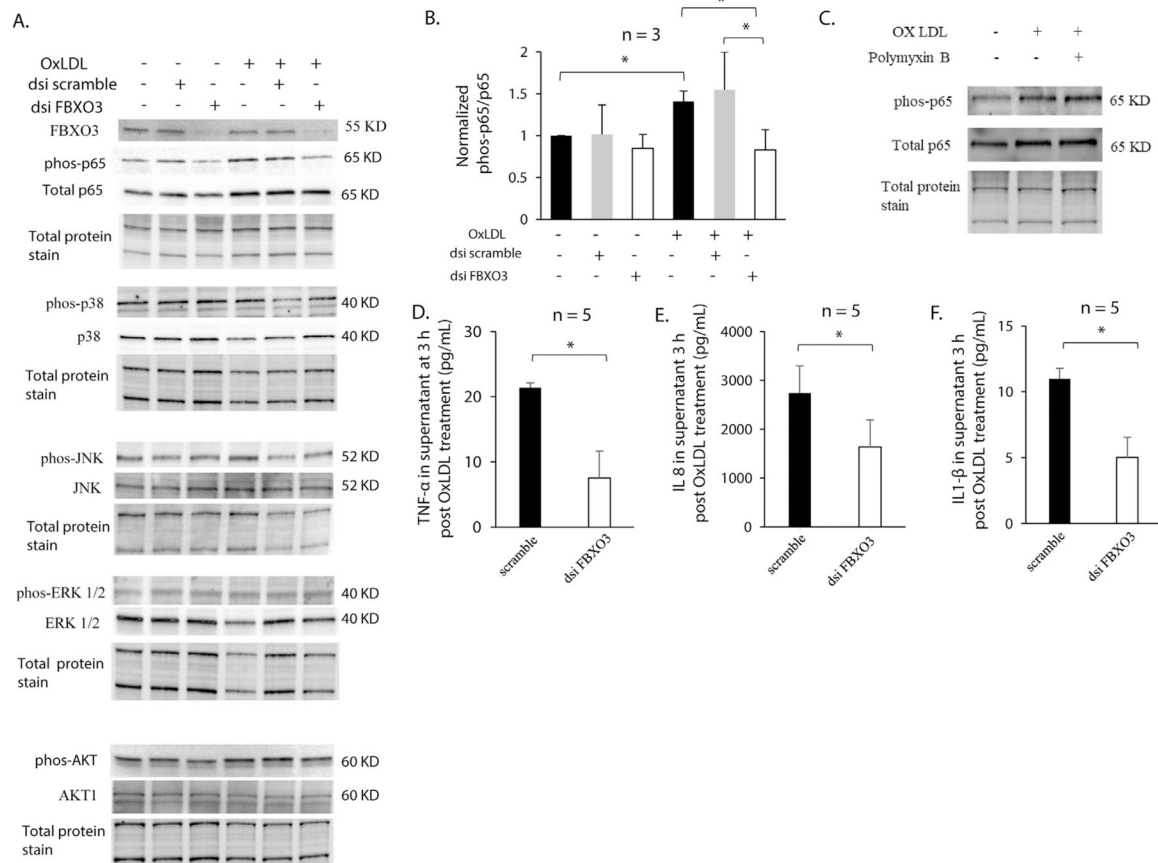 A.
OxLDL - - - + + +
dsi scramble - + - - + -
dsi FBXO3 - - + - - +
FBXO3 55 KD
phos-p65 65 KD
Total p65 65 KD
Total protein
stain
phos-p38 40 KD
p38 40 KD
Total protein
stain
phos-JNK 52 KD
JNK 52 KD
Total protein
stain
phos-ERK 1/2 40 KD
ERK 1/2 40 KD
Total protein
stain
phos-AKT 60 KD
AKT1 60 KD
Total protein
stain
B.
n = 3
*
*
*
Normalized
phos-p65/p65
2
1.5
1
0.5
0
OxLDL - - - + + +
dsi scramble - + - - + -
dsi FBXO3 - - + - - +
C.
OX LDL - + +
Polymyxin B - - +
phos-p65 65 KD
Total p65 65 KD
Total protein
stain
D.
n = 5
*
TNF-α in supernatant at 3 h
post OxLDL treatment (pg/mL)
30
20
10
0
scramble
dsi FBXO3
E.
n = 5
*
IL 8 in supernatant 3 h
post OxLDL treatment (pg/mL)
4000
3000
2000
1000
0
scramble
dsi FBXO3
F.
n = 5
*
IL1-β in supernatant 3 h
post OxLDL treatment (pg/mL)
15
10
5
0
scramble
dsi FBXO3